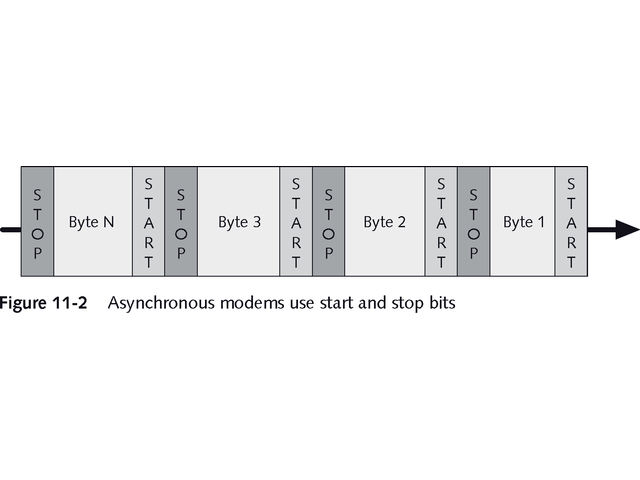 STOP
Byte N
START
STOP
Byte 3
START
STOP
Byte 2
START
STOP
Byte 1
START
Figure 11-2 Asynchronous modems use start and stop bits